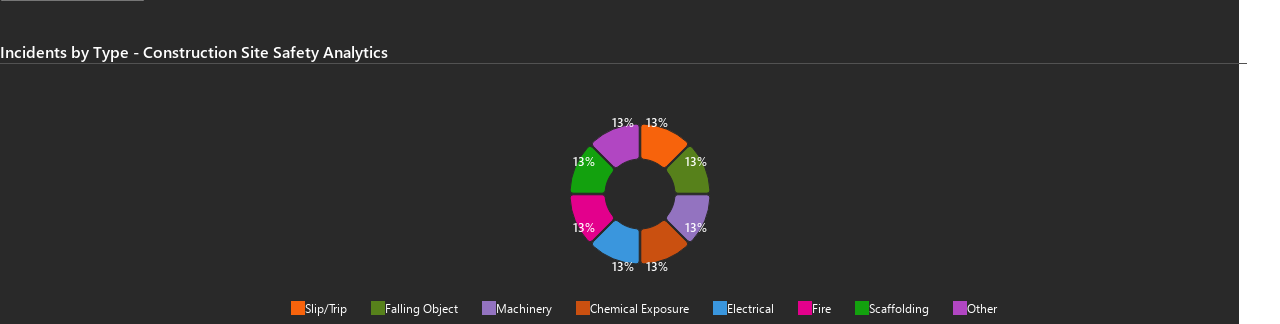 Incidents by Type - Construction Site Safety Analytics
13% 13%
13% 13%
13% 13%
13% 13%
Slip/Trip Falling Object Machinery Chemical Exposure Electrical Fire Scaffolding Other